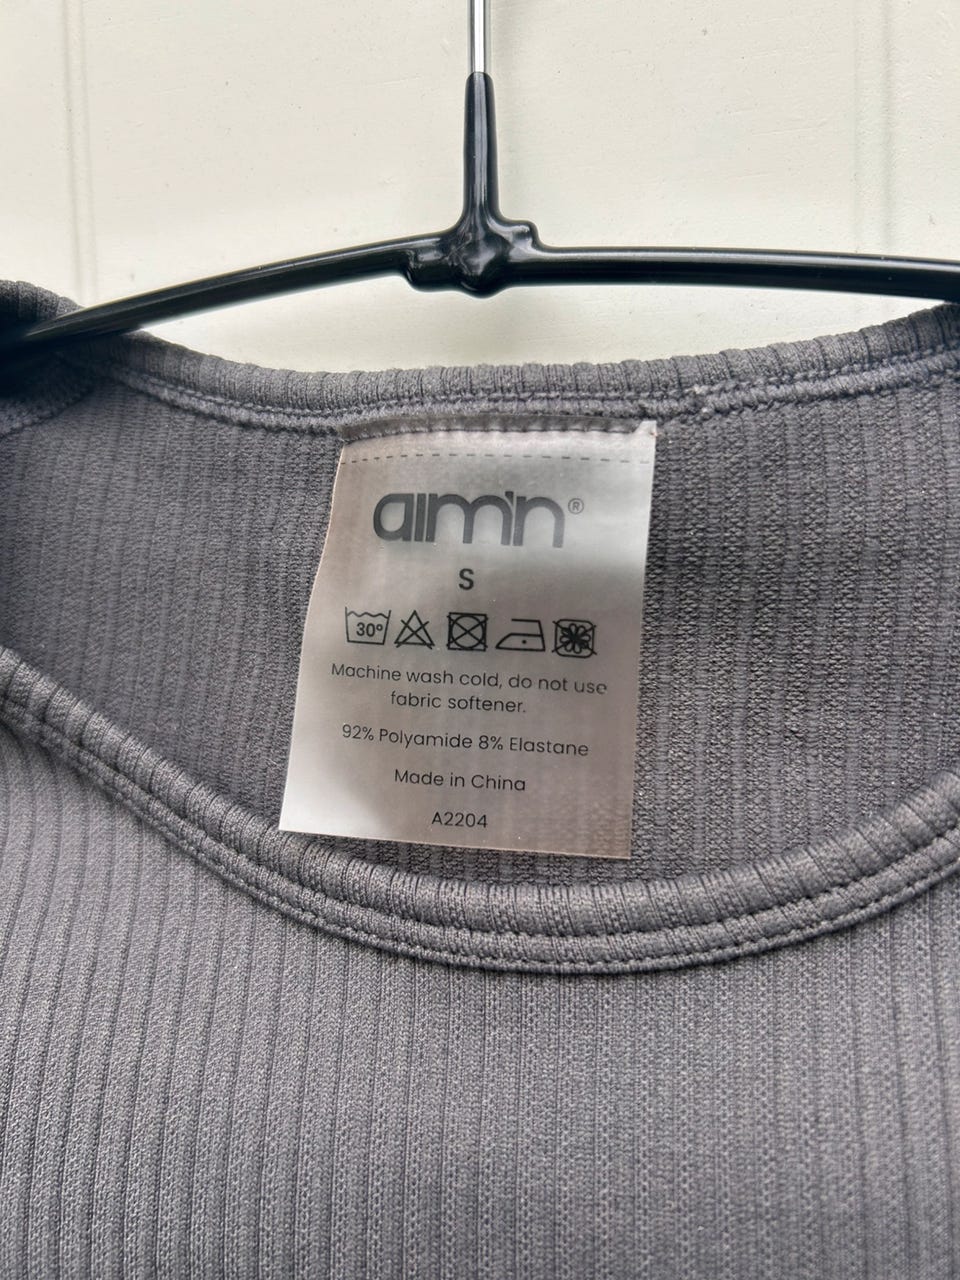 aim'n®
S
30°
Machine wash cold, do not use
fabric softener.
92% Polyamide 8% Elastane
Made in China
A2204